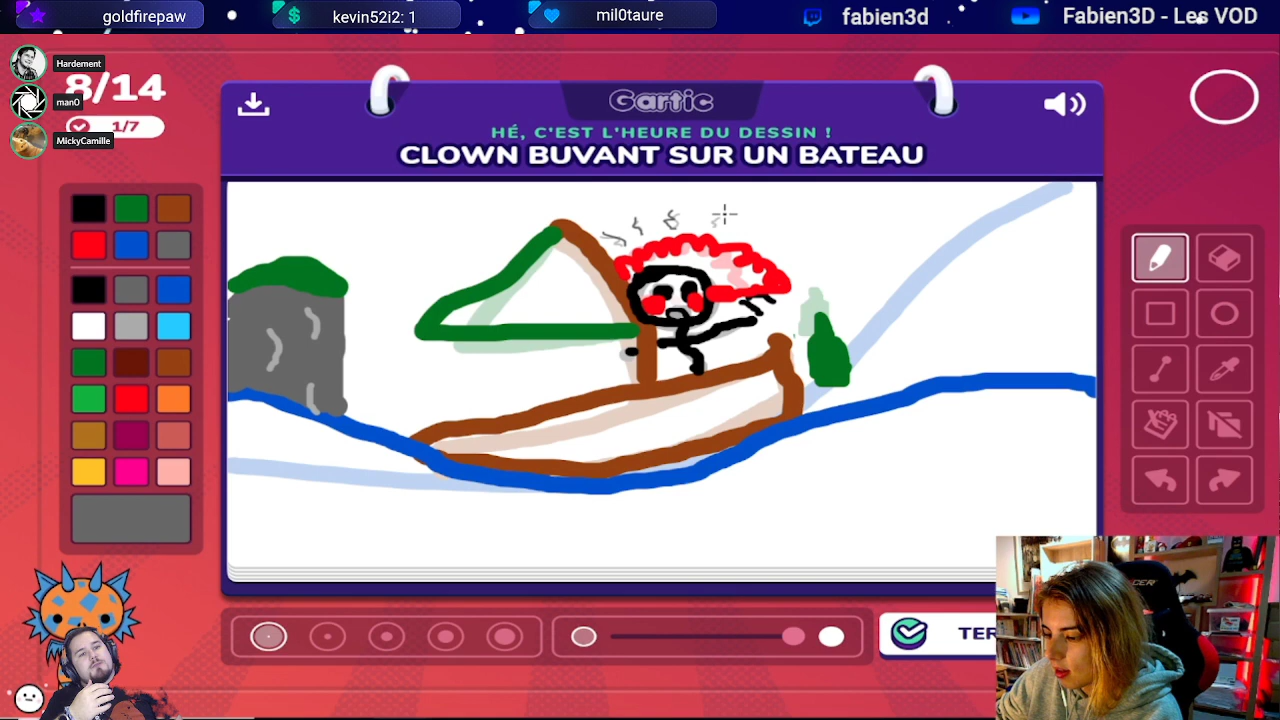 goldfirepaw
kevin52i2: 1
mil0taure
fabien3d
Fabien3D - Les VOD
Hardement
8/14
man0
1/7
MickyCamille
Gartic
HÉ, C'EST L'HEURE DU DESSIN !
CLOWN BUVANT SUR UN BATEAU
TER